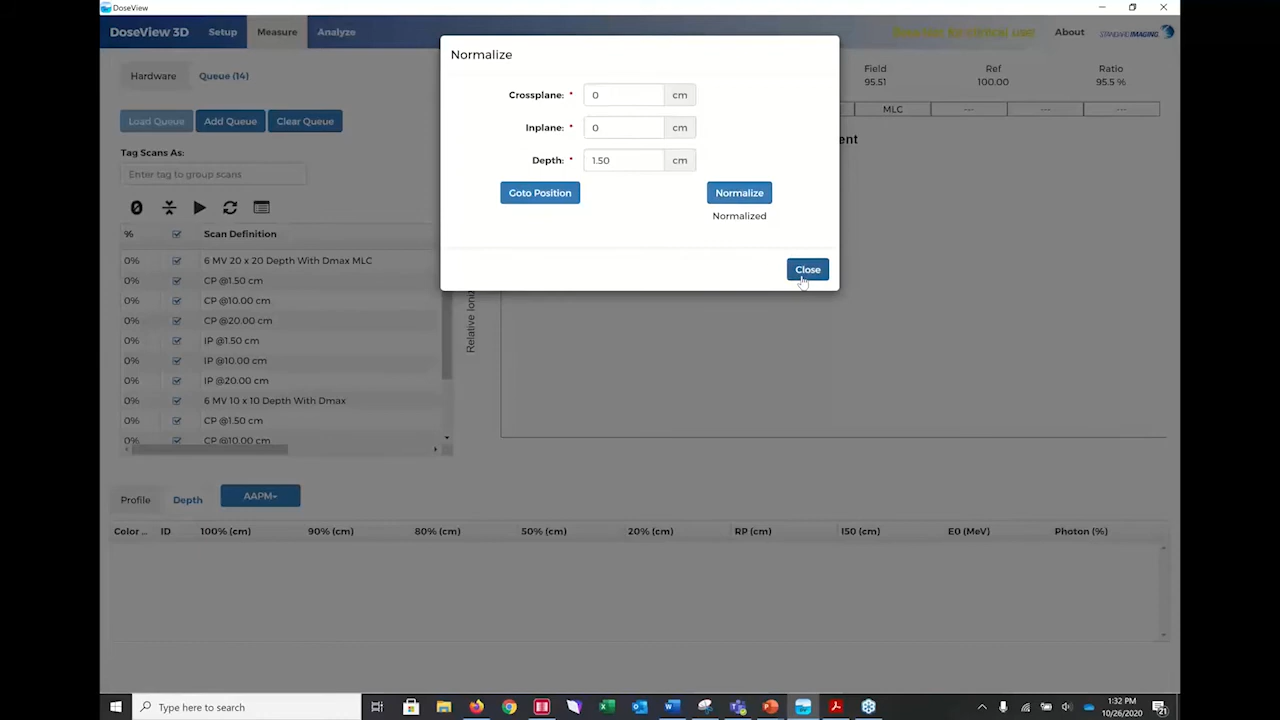 DoseView
DoseView 3D
Setup
Measure
Analyze
About
STANDARD IMAGING
Normalize
Crossplane: * 0 cm
Inplane: * 0 cm
Depth: * 1.50 cm
Goto Position
Normalize
Normalized
Close
Field
95.51
Ref
100.00
Ratio
95.5 %
MLC --- --- ---
ent
Hardware
Queue (14)
Load Queue
Add Queue
Clear Queue
Tag Scans As:
Enter tag to group scans
% Scan Definition
0% 6 MV 20 x 20 Depth With Dmax MLC
0% CP @1.50 cm
0% CP @10.00 cm
0% CP @20.00 cm
0% IP @1.50 cm
0% IP @10.00 cm
0% IP @20.00 cm
0% 6 MV 10 x 10 Depth With Dmax
0% CP @1.50 cm
0% CP @10.00 cm
Relative Ioniz
Profile
Depth
AAPM
Color ... ID 100% (cm) 90% (cm) 80% (cm) 50% (cm) 20% (cm) RP (cm) I50 (cm) E0 (MeV) Photon (%)
Type here to search
1:32 PM
10/26/2020
21